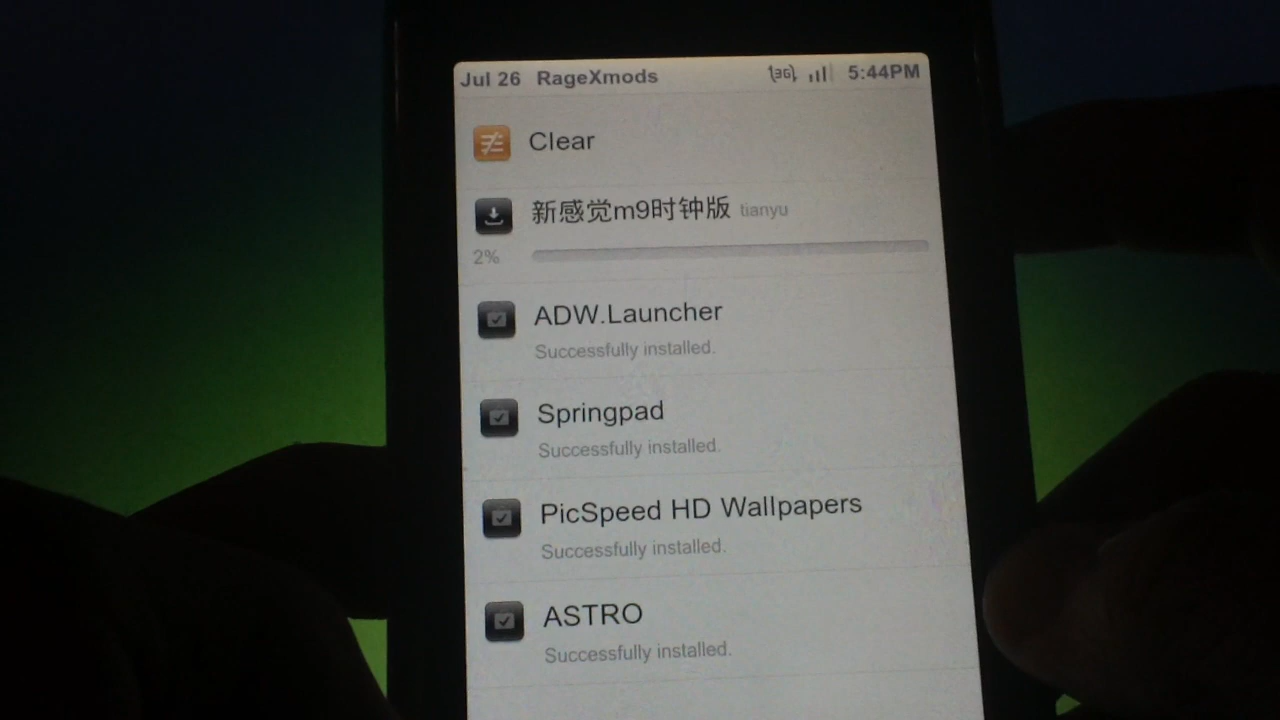 Jul 26 RageXmods 3G 5:44PM
Clear
新感觉m9时钟版 tianyu
2%
ADW.Launcher
Successfully installed.
Springpad
Successfully installed.
PicSpeed HD Wallpapers
Successfully installed.
ASTRO
Successfully installed.